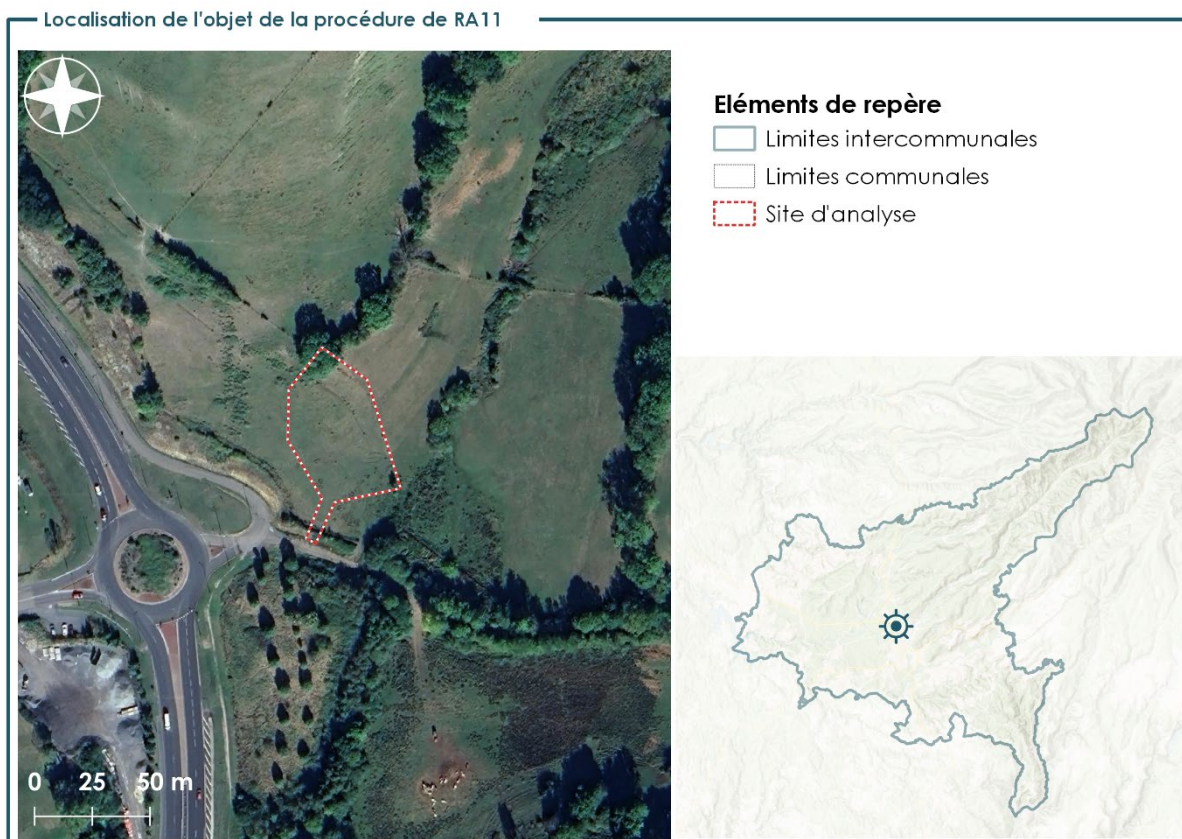 Localisation de l'objet de la procédure de RA11
Eléments de repère
Limites intercommunales
Limites communales
Site d'analyse
0 25 50 m